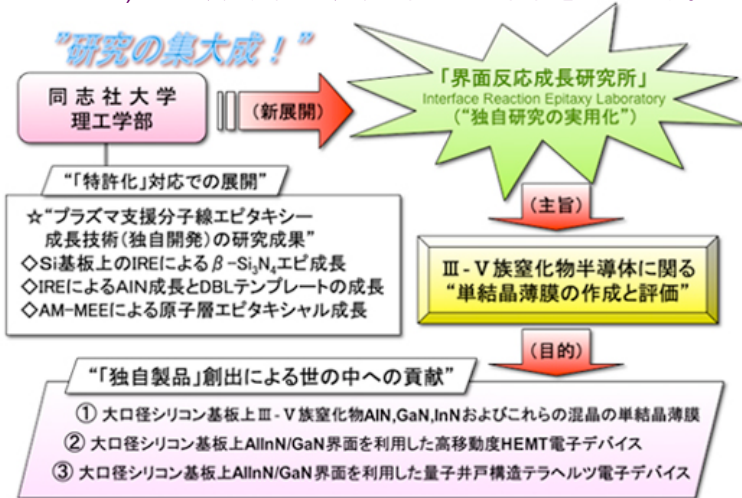 "研究の集大成！"
同志社大学
理工学部
（新展開）
「界面反応成長研究所」
Interface Reaction Epitaxy Laboratory
（"独自研究の実用化"）
"「特許化」対応での展開"
☆"プラズマ支援分子線エピタキシー
成長技術（独自開発）の研究成果"
◇Si基板上のIREによるβ-Si₃N₄エピ成長
◇IREによるAlN成長とDBLテンプレートの成長
◇AM-MEEによる原子層エピタキシャル成長
（主旨）
Ⅲ-Ⅴ族窒化物半導体に関る
"単結晶薄膜の作成と評価"
（目的）
"「独自製品」創出による世の中への貢献"
① 大口径シリコン基板上Ⅲ-Ⅴ族窒化物AlN,GaN,InNおよびこれらの混晶の単結晶薄膜
② 大口径シリコン基板上AlInN/GaN界面を利用した高移動度HEMT電子デバイス
③ 大口径シリコン基板上AlInN/GaN界面を利用した量子井戸構造テラヘルツ電子デバイス